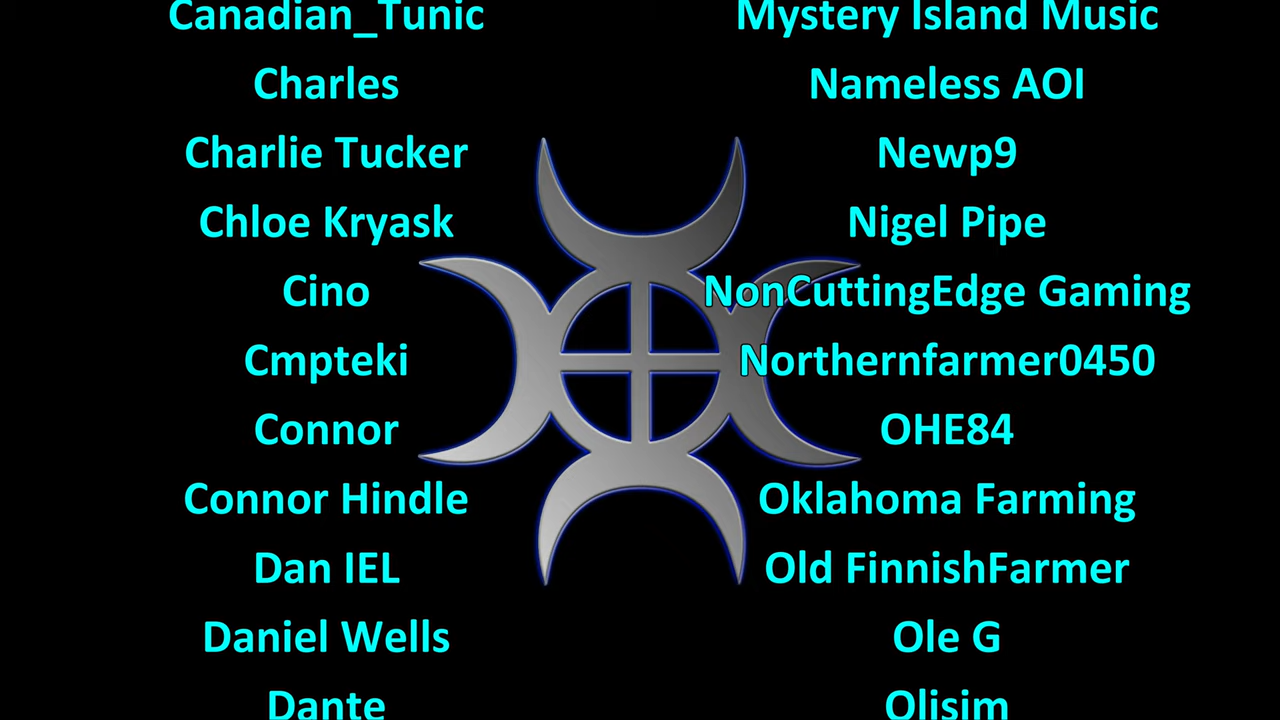 Canadian_Tunic
Charles
Charlie Tucker
Chloe Kryask
Cino
Cmpteki
Connor
Connor Hindle
Dan IEL
Daniel Wells
Dante
Mystery Island Music
Nameless AOI
Newp9
Nigel Pipe
NonCuttingEdge Gaming
Northernfarmer0450
OHE84
Oklahoma Farming
Old FinnishFarmer
Ole G
Olisim